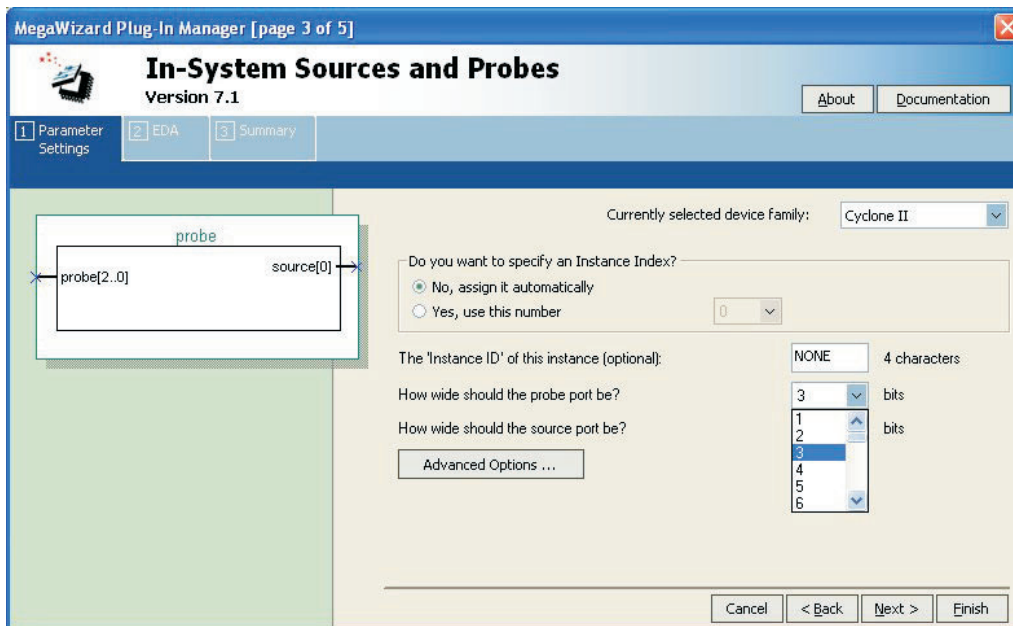 MegaWizard Plug-In Manager [page 3 of 5]
In-System Sources and Probes
Version 7.1
About
Documentation
1 Parameter Settings
2 EDA
3 Summary
probe
probe[2..0]
source[0]
Currently selected device family:
Cyclone II
Do you want to specify an Instance Index?
No, assign it automatically
Yes, use this number
0
The 'Instance ID' of this instance (optional):
NONE
4 characters
How wide should the probe port be?
3
bits
How wide should the source port be?
bits
1
2
3
4
5
6
Advanced Options ...
Cancel
< Back
Next >
Finish